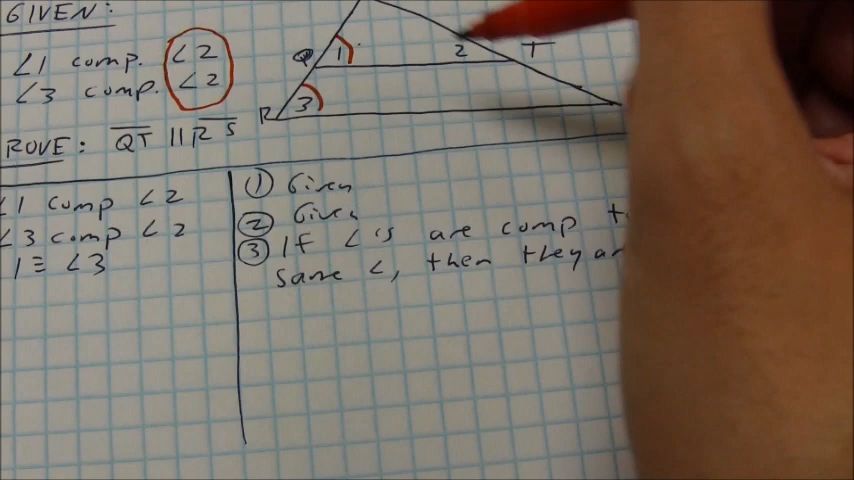 GIVEN:
∠1 comp. ∠2
∠3 comp. ∠2
ROVE: QT || RS
Q 1 2 T
R 3
∠1 comp ∠2
∠3 comp ∠2
1 ≡ ∠3
① Given
② Given
③ If ∠'s are comp
same ∠, then they